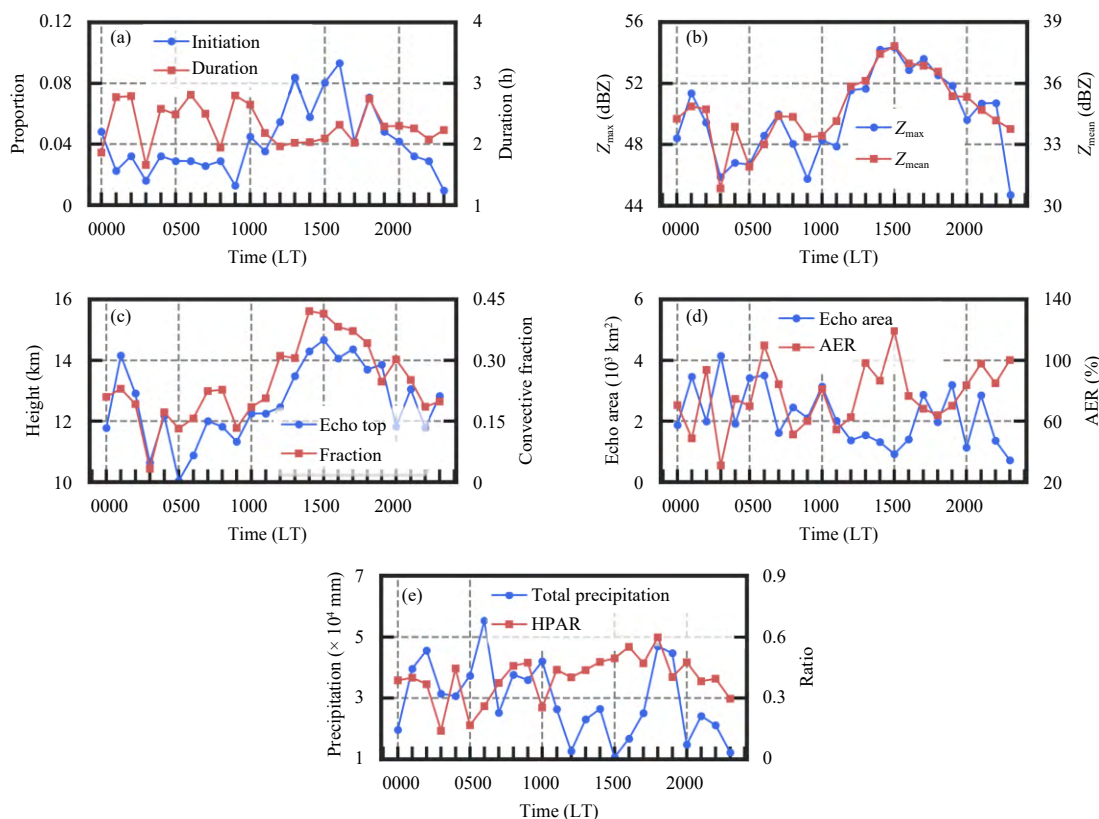 0.12
0.08
0.04
0
Proportion
(a)
Initiation
Duration
4
3
2
1
Duration (h)
0000 0500 1500 2000
Time (LT)
56
52
48
44
Zmax (dBZ)
(b)
Zmax
Zmean
39
36
33
30
Zmean (dBZ)
0000 0500 1000 1500 2000
Time (LT)
16
14
12
10
Height (km)
(c)
Echo top
Fraction
0.45
0.30
0.15
0
Convective fraction
0000 0500 1000 1500 2000
Time (LT)
6
4
2
0
Echo area (10³ km²)
(d)
Echo area
AER
140
100
60
20
AER (%)
0000 0500 1000 1500 2000
Time (LT)
7
5
3
1
Precipitation (× 10⁴ mm)
(e)
Total precipitation
HPAR
0.9
0.6
0.3
0
Ratio
0000 0500 1000 1500 2000
Time (LT)